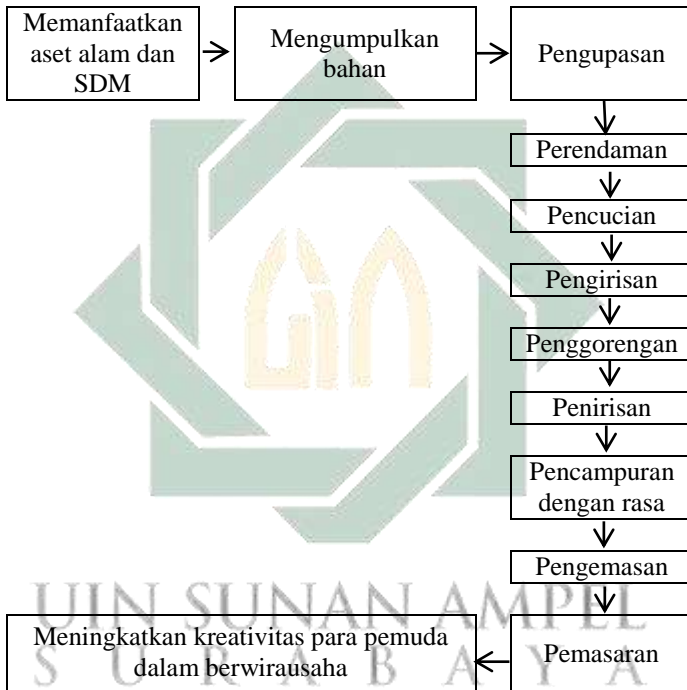 Memanfaatkan
aset alam dan
SDM
Mengumpulkan
bahan
Pengupasan
Perendaman
Pencucian
Pengirisan
Penggorengan
Penirisan
Pencampuran
dengan rasa
Pengemasan
Pemasaran
Meningkatkan kreativitas para pemuda
dalam berwirausaha
UIN SUNAN AMPEL
SURABAYA